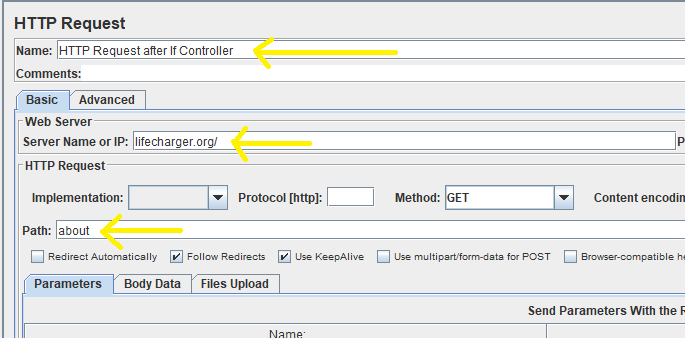 HTTP Request
Name: HTTP Request after If Controller
Comments:
Basic Advanced
Web Server
Server Name or IP: lifecharger.org/ P
HTTP Request
Implementation: Protocol [http]: Method: GET Content encodin
Path: about
Redirect Automatically Follow Redirects Use KeepAlive Use multipart/form-data for POST Browser-compatible he
Parameters Body Data Files Upload
Send Parameters With the R
Name: